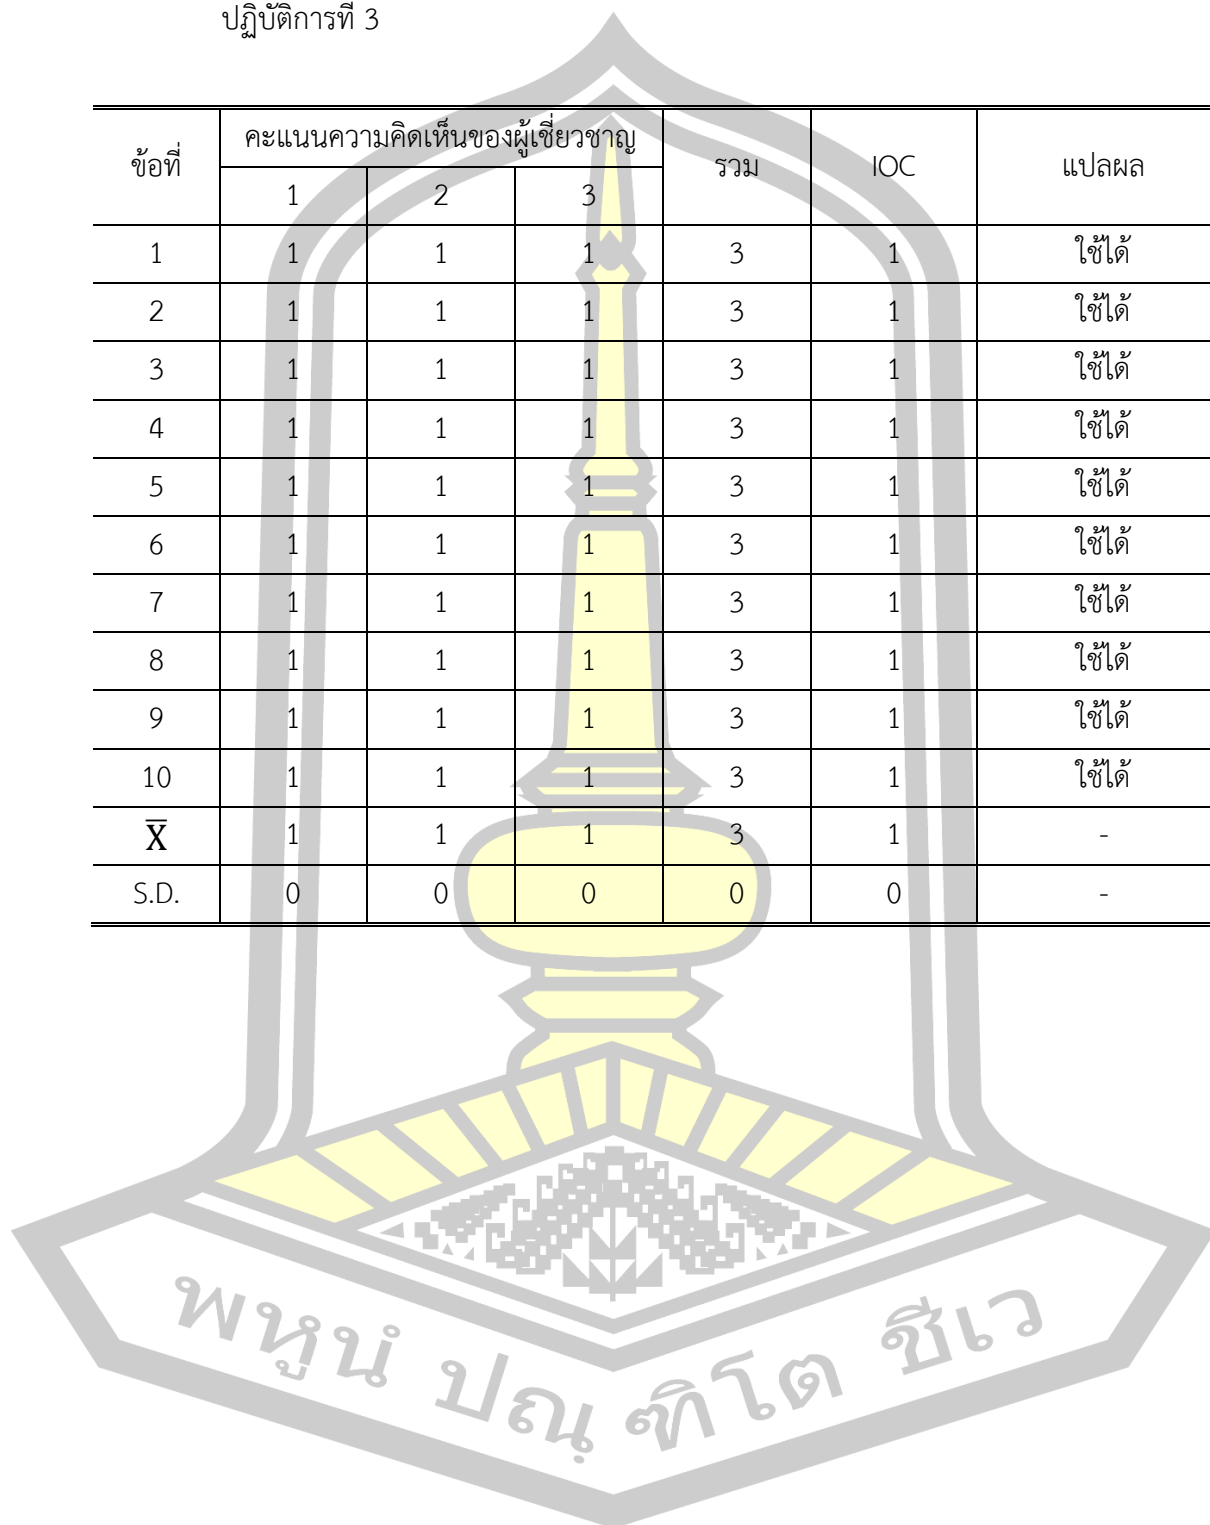 ปฏิบัติการที่ 3
ข้อที่ คะแนนความคิดเห็นของผู้เชี่ยวชาญ รวม IOC แปลผล
1 2 3
1 1 1 1 3 1 ใช้ได้
2 1 1 1 3 1 ใช้ได้
3 1 1 1 3 1 ใช้ได้
4 1 1 1 3 1 ใช้ได้
5 1 1 1 3 1 ใช้ได้
6 1 1 1 3 1 ใช้ได้
7 1 1 1 3 1 ใช้ได้
8 1 1 1 3 1 ใช้ได้
9 1 1 1 3 1 ใช้ได้
10 1 1 1 3 1 ใช้ได้
X̅ 1 1 1 3 1 -
S.D. 0 0 0 0 0 -
พหูนํ ปณฺฑิโต ชีเว